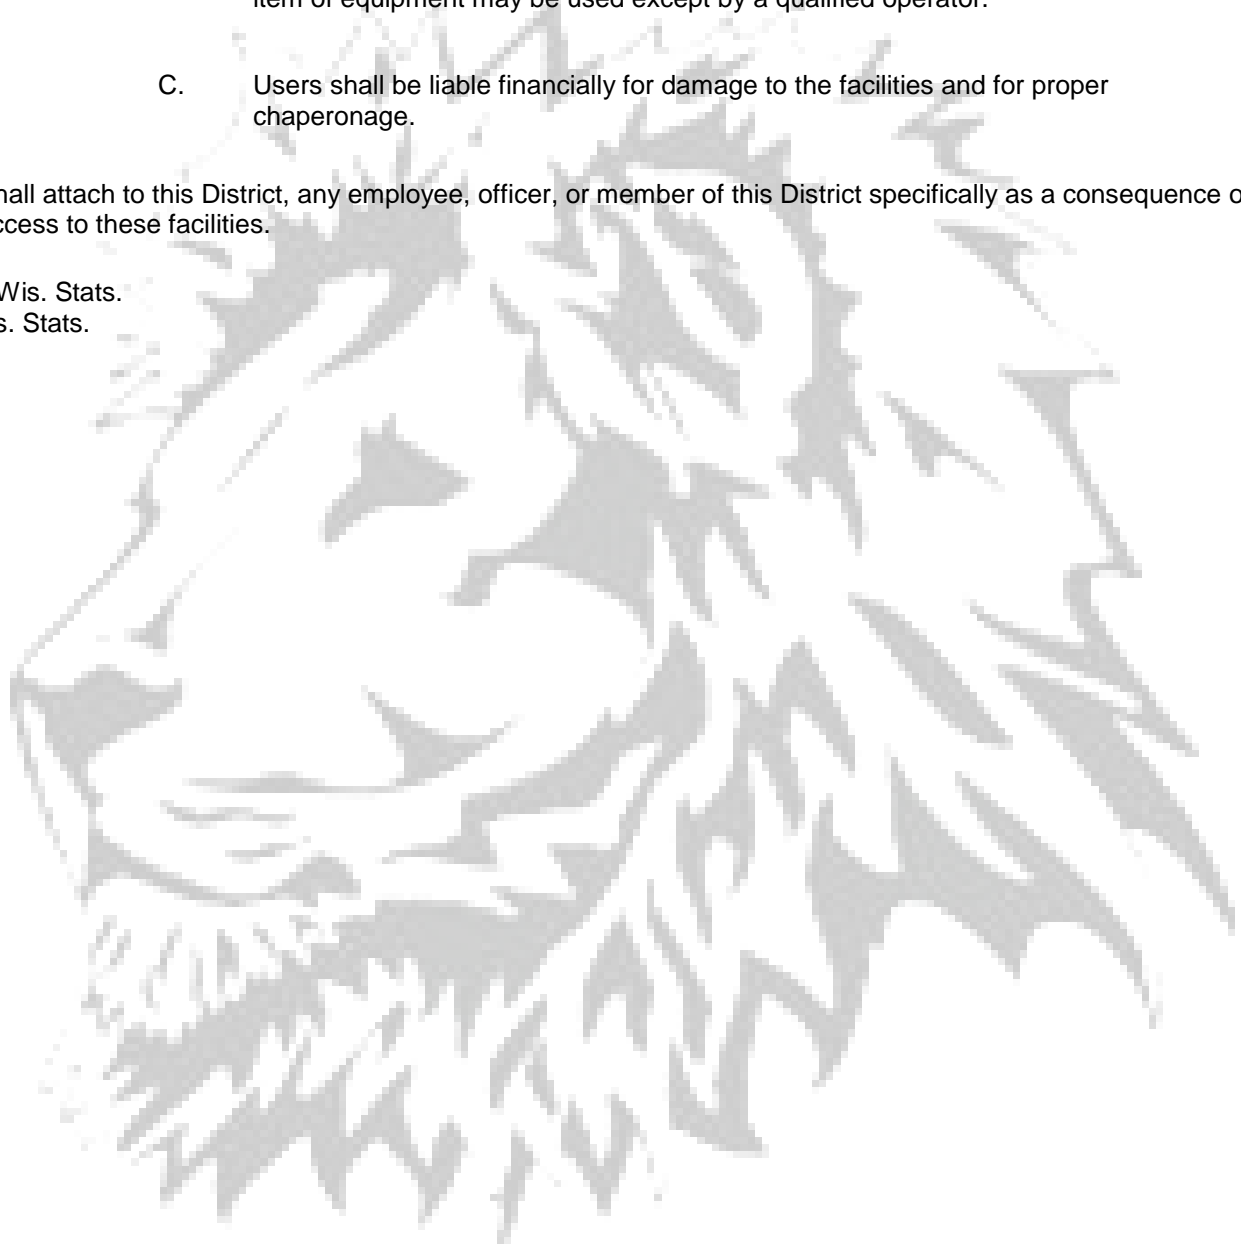 item of equipment may be used except by a qualified operator.
C. Users shall be liable financially for damage to the facilities and for proper
chaperonage.
hall attach to this District, any employee, officer, or member of this District specifically as a consequence o
ccess to these facilities.
Wis. Stats.
s. Stats.